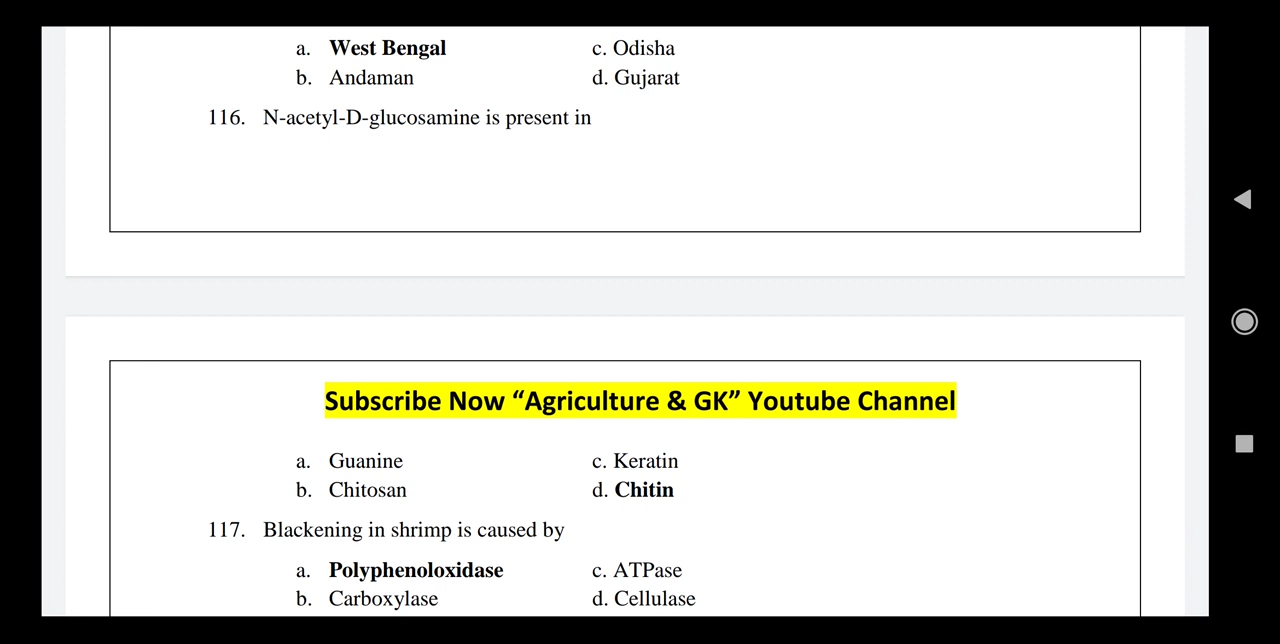 a. West Bengal c. Odisha
b. Andaman d. Gujarat
116. N-acetyl-D-glucosamine is present in
Subscribe Now “Agriculture & GK” Youtube Channel
a. Guanine c. Keratin
b. Chitosan d. Chitin
117. Blackening in shrimp is caused by
a. Polyphenoloxidase c. ATPase
b. Carboxylase d. Cellulase